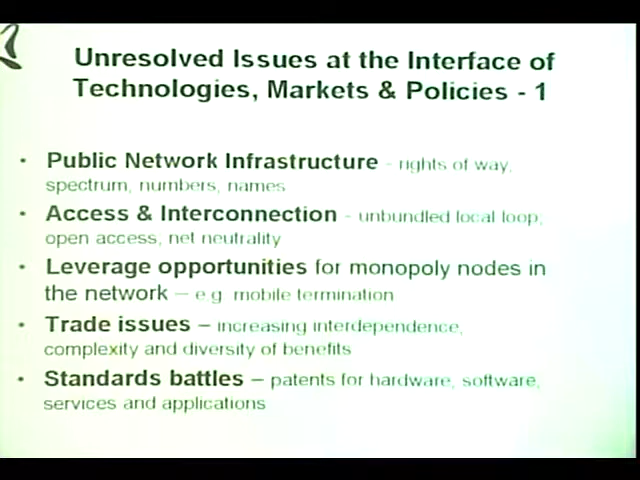 Unresolved Issues at the Interface of
Technologies, Markets & Policies - 1
• Public Network Infrastructure - rights of way,
spectrum, numbers, names
• Access & Interconnection - unbundled local loop,
open access, net neutrality
• Leverage opportunities for monopoly nodes in
the network – e.g mobile termination
• Trade issues – increasing interdependence,
complexity and diversity of benefits
• Standards battles – patents for hardware, software,
services and applications